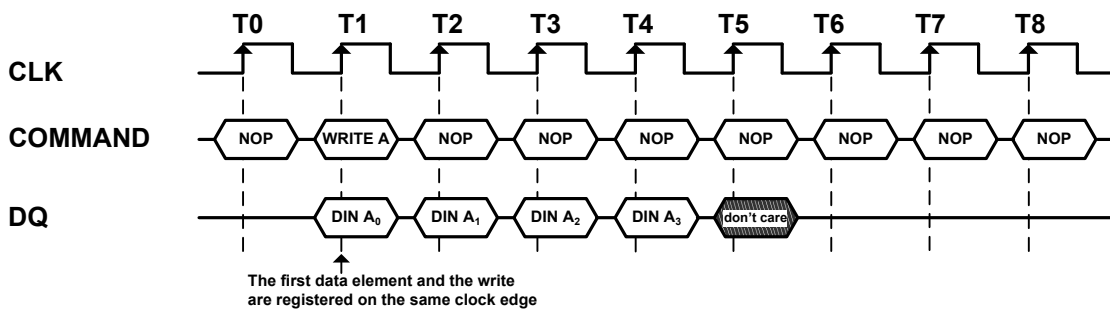 T0 T1 T2 T3 T4 T5 T6 T7 T8
CLK
COMMAND NOP WRITE A NOP NOP NOP NOP NOP NOP NOP
DQ DIN A₀ DIN A₁ DIN A₂ DIN A₃ don't care
The first data element and the write
are registered on the same clock edge